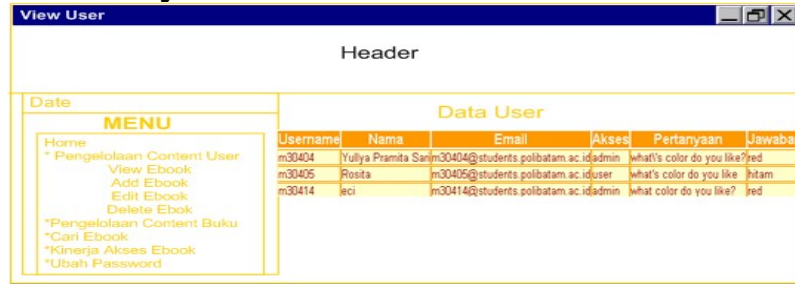 View User
Header
Date
MENU
Home
* Pengelolaan Content User
View Ebook
Add Ebook
Edit Ebook
Delete Ebok
*Pengelolaan Content Buku
*Cari Ebook
*Kinerja Akses Ebook
*Ubah Password
Data User
Username Nama Email Akses Pertanyaan Jawaba
m30404 Yullya Pramita Sari m30404@students.polibatam.ac.id admin what\'s color do you like? red
m30405 Rosita m30405@students.polibatam.ac.id user what's color do you like hitam
m30414 eci m30414@students.polibatam.ac.id admin what color do you like? red